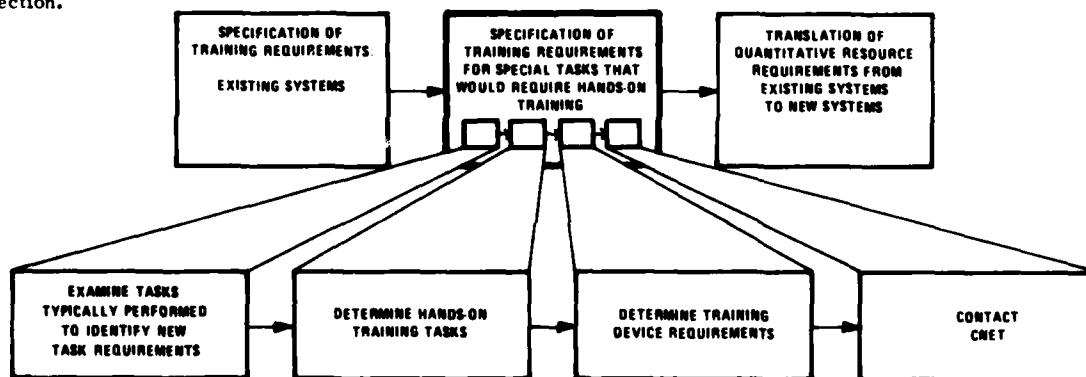 ection.
SPECIFICATION OF
TRAINING REQUIREMENTS:
EXISTING SYSTEMS
SPECIFICATION OF
TRAINING REQUIREMENTS
FOR SPECIAL TASKS THAT
WOULD REQUIRE HANDS-ON
TRAINING
TRANSLATION OF
QUANTITATIVE RESOURCE
REQUIREMENTS FROM
EXISTING SYSTEMS
TO NEW SYSTEMS
EXAMINE TASKS
TYPICALLY PERFORMED
TO IDENTIFY NEW
TASK REQUIREMENTS
DETERMINE HANDS-ON
TRAINING TASKS
DETERMINE TRAINING
DEVICE REQUIREMENTS
CONTACT
CNET